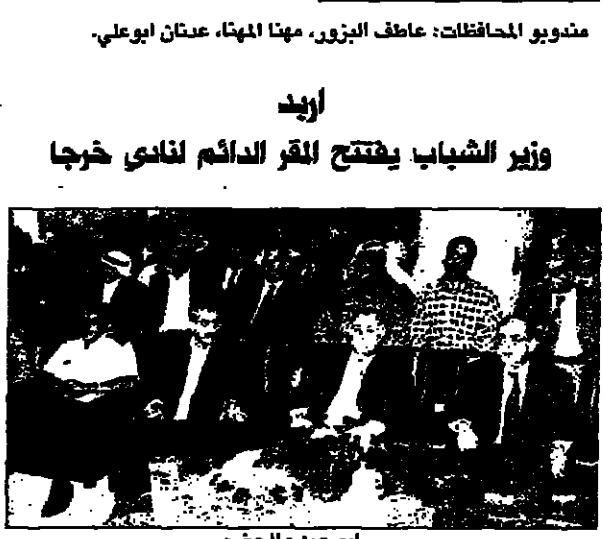 مندوبو المحافظات: عاطف البزور، مهنا المهنا، عدنان ابوعلي.
اربد
وزير الشباب يفتتح المقر الدائم لنادي خرجا